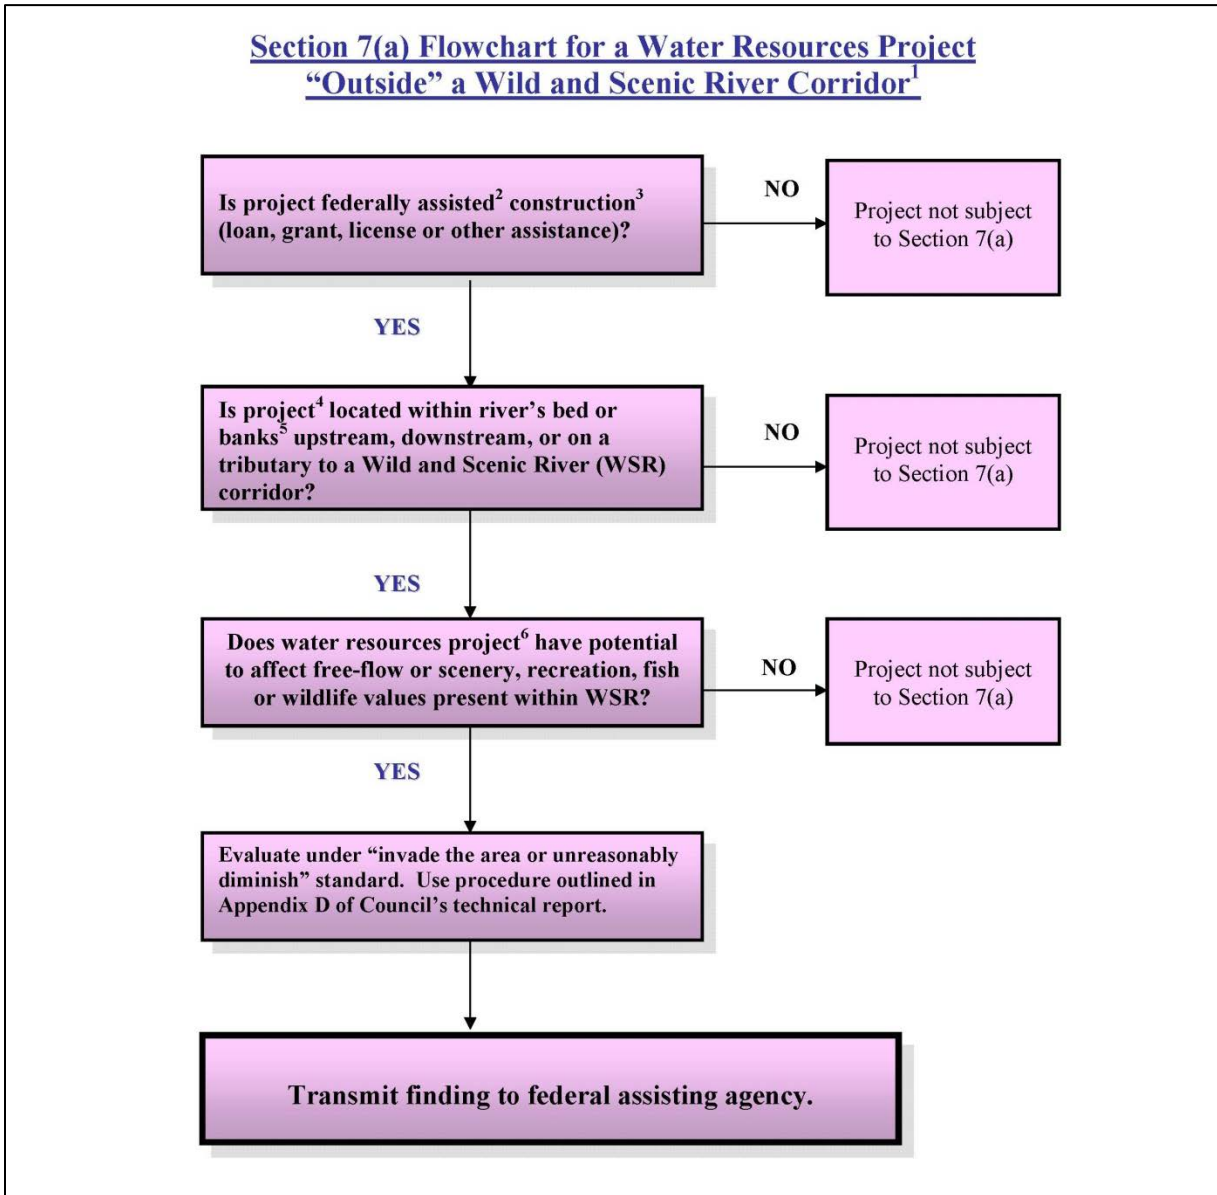 Section 7(a) Flowchart for a Water Resources Project
“Outside” a Wild and Scenic River Corridor1
Is project federally assisted2 construction3
(loan, grant, license or other assistance)?
NO
Project not subject
to Section 7(a)
YES
Is project4 located within river’s bed or
banks5 upstream, downstream, or on a
tributary to a Wild and Scenic River (WSR)
corridor?
NO
Project not subject
to Section 7(a)
YES
Does water resources project6 have potential
to affect free-flow or scenery, recreation, fish
or wildlife values present within WSR?
NO
Project not subject
to Section 7(a)
YES
Evaluate under “invade the area or unreasonably
diminish” standard.  Use procedure outlined in
Appendix D of Council’s technical report.
Transmit finding to federal assisting agency.